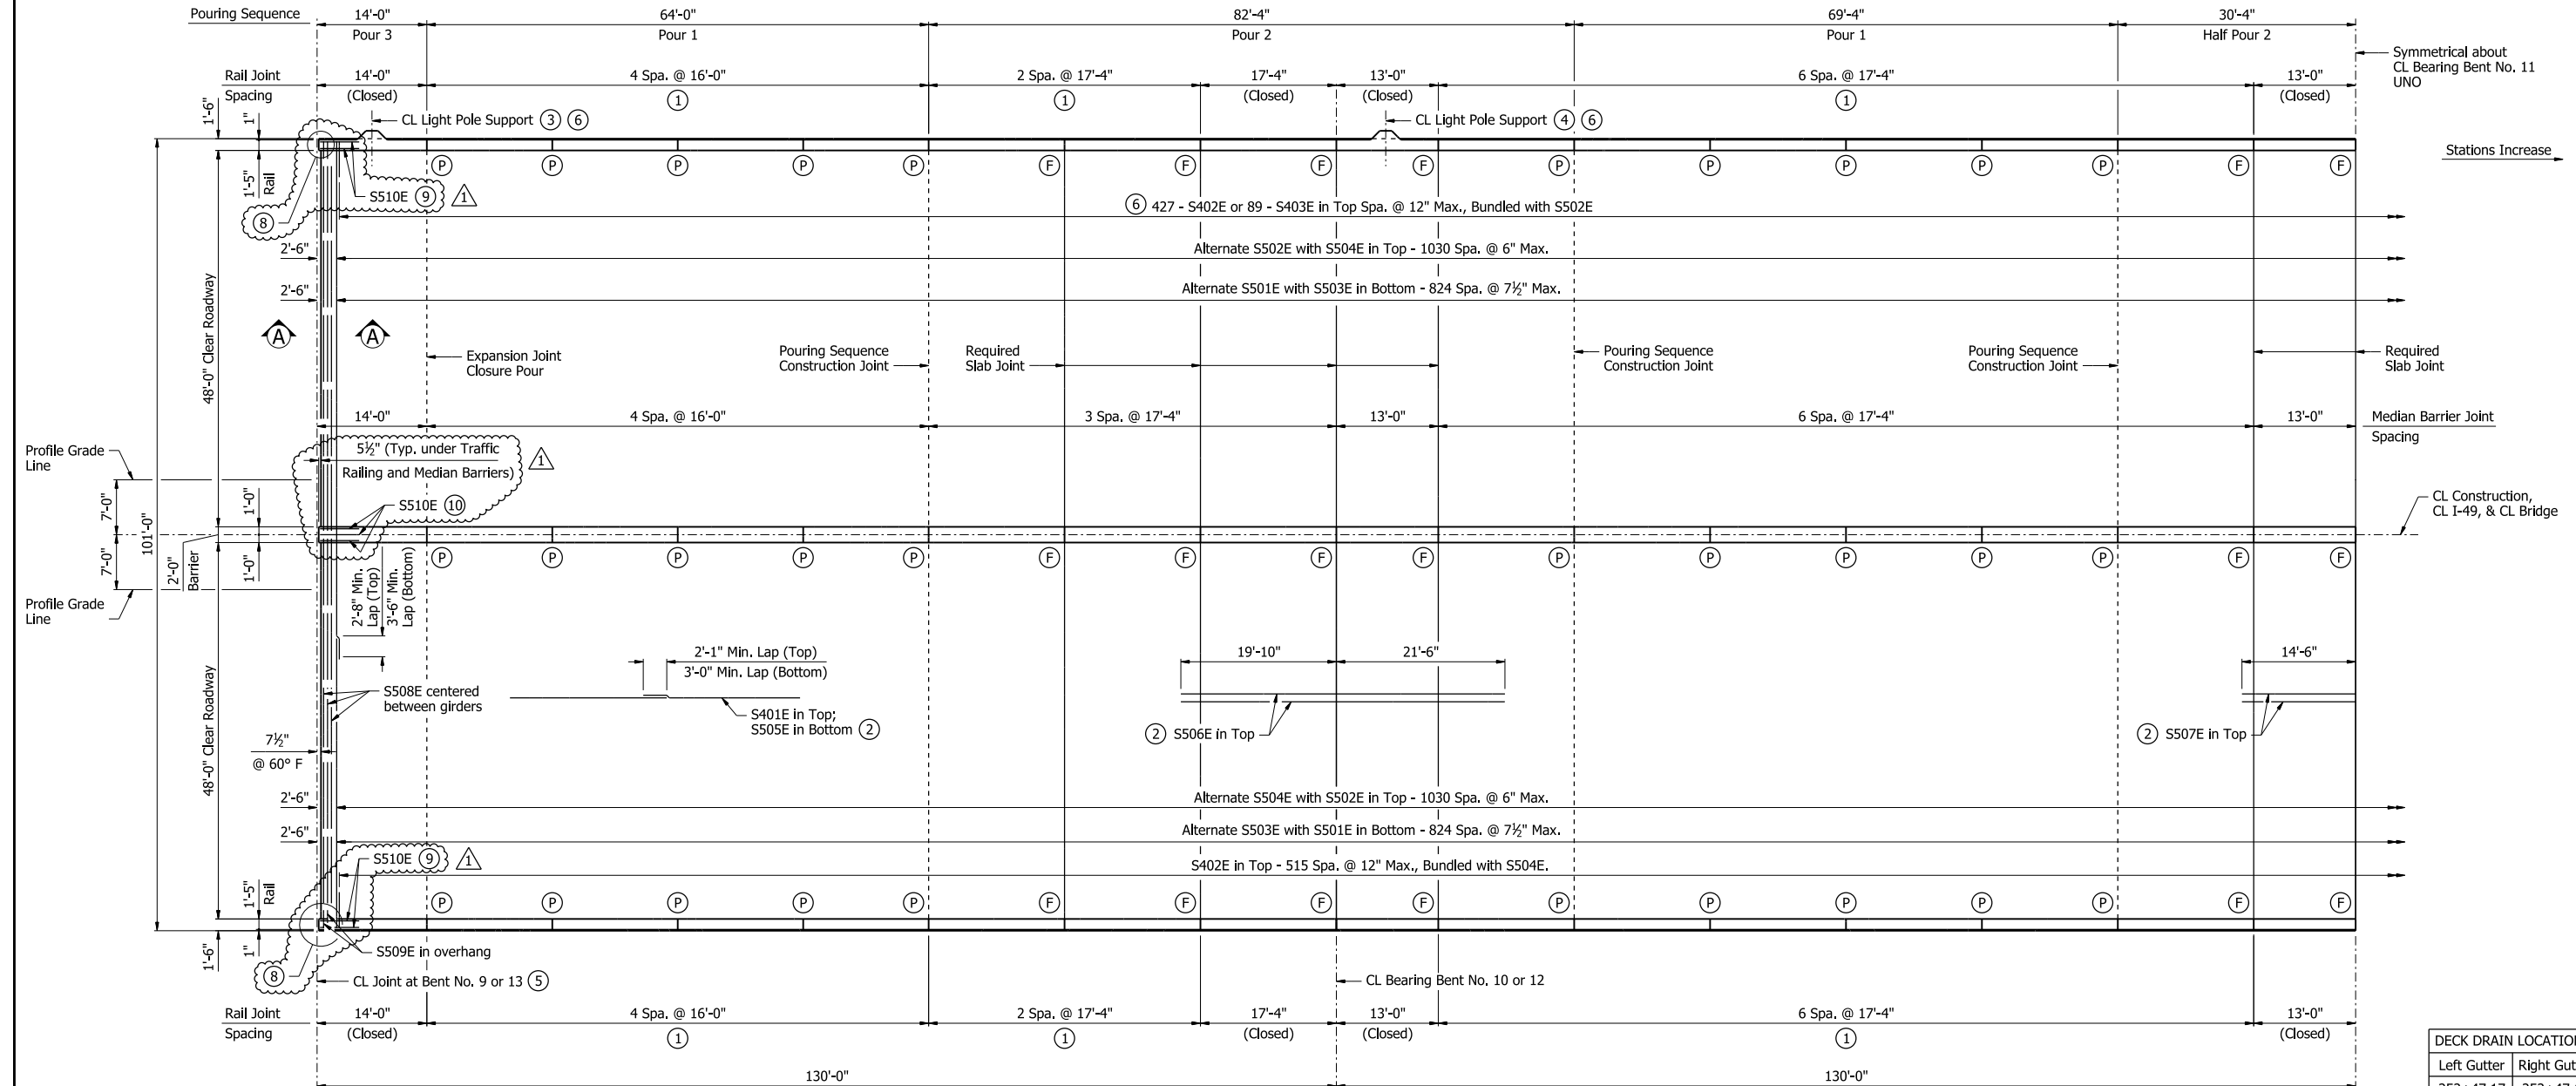 Pouring Sequence
14'-0"
Pour 3
64'-0"
Pour 1
82'-4"
Pour 2
69'-4"
Pour 1
30'-4"
Half Pour 2
Symmetrical about
CL Bearing Bent No. 11
UNO
Rail Joint
Spacing
14'-0"
(Closed)
4 Spa. @ 16'-0"
1
2 Spa. @ 17'-4"
1
17'-4"
(Closed)
13'-0"
(Closed)
6 Spa. @ 17'-4"
1
13'-0"
(Closed)
1'-6"
1"
CL Light Pole Support 3 6
CL Light Pole Support 4 6
Stations Increase
P P P P P F F F F P P P P P F F
1'-5"
Rail
S510E 9 1
8
6 427 - S402E or 89 - S403E in Top Spa. @ 12" Max., Bundled with S502E
2'-6"
Alternate S502E with S504E in Top - 1030 Spa. @ 6" Max.
2'-6"
Alternate S501E with S503E in Bottom - 824 Spa. @ 7½" Max.
48'-0" Clear Roadway
A A
Expansion Joint
Closure Pour
Pouring Sequence
Construction Joint
Required
Slab Joint
Pouring Sequence
Construction Joint
Pouring Sequence
Construction Joint
Required
Slab Joint
14'-0"
4 Spa. @ 16'-0"
3 Spa. @ 17'-4"
13'-0"
6 Spa. @ 17'-4"
13'-0"
Median Barrier Joint
Spacing
Profile Grade
Line
5½" (Typ. under Traffic
Railing and Median Barriers)
1
7'-0"
7'-0"
101'-0"
2'-0"
Barrier
1'-0"
1'-0"
S510E 10
CL Construction,
CL I-49, & CL Bridge
P P P P P F F F F P P P P P F F
Profile Grade
Line
2'-8" Min.
Lap (Top)
3'-6" Min.
Lap (Bottom)
2'-1" Min. Lap (Top)
3'-0" Min. Lap (Bottom)
19'-10"
21'-6"
14'-6"
S508E centered
between girders
S401E in Top;
S505E in Bottom 2
2 S506E in Top
2 S507E in Top
48'-0" Clear Roadway
7½"
@ 60° F
2'-6"
Alternate S504E with S502E in Top - 1030 Spa. @ 6" Max.
2'-6"
Alternate S503E with S501E in Bottom - 824 Spa. @ 7½" Max.
S510E 9 1
S402E in Top - 515 Spa. @ 12" Max., Bundled with S504E.
1'-5"
Rail
P P P P P F F F F P P P P P F F
1'-6"
1"
S509E in overhang
8
CL Joint at Bent No. 9 or 13 5
CL Bearing Bent No. 10 or 12
Rail Joint
Spacing
14'-0"
(Closed)
4 Spa. @ 16'-0"
1
2 Spa. @ 17'-4"
1
17'-4"
(Closed)
13'-0"
(Closed)
6 Spa. @ 17'-4"
1
13'-0"
(Closed)
130'-0"
130'-0"
DECK DRAIN LOCATION
Left Gutter
Right Gut